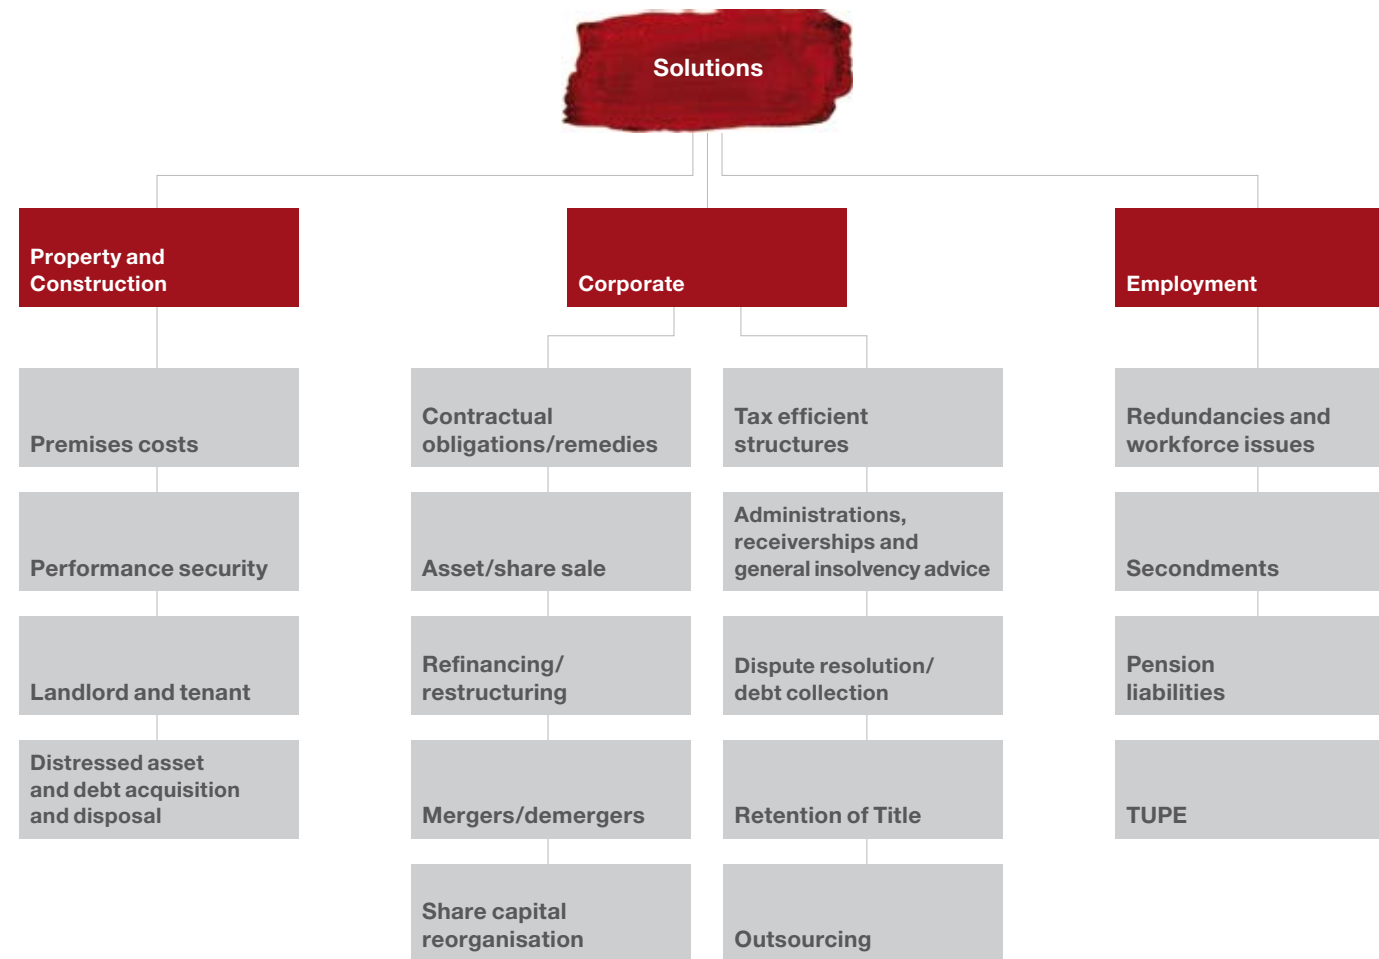 Solutions
Property and
Construction
Corporate
Employment
Premises costs
Performance security
Landlord and tenant
Distressed asset
and debt acquisition
and disposal
Contractual
obligations/remedies
Asset/share sale
Refinancing/
restructuring
Mergers/demergers
Share capital
reorganisation
Tax efficient
structures
Administrations,
receiverships and
general insolvency advice
Dispute resolution/
debt collection
Retention of Title
Outsourcing
Redundancies and
workforce issues
Secondments
Pension
liabilities
TUPE